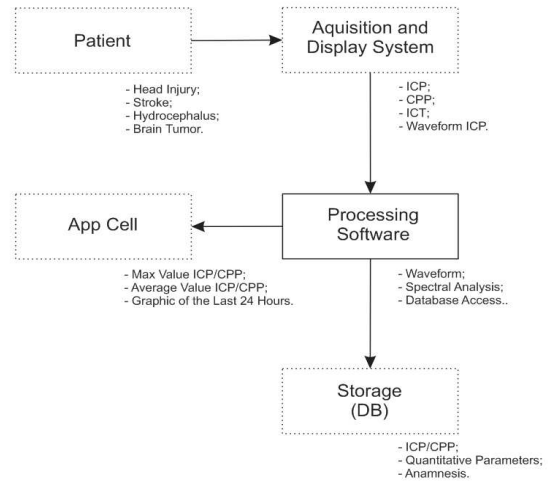 Patient
Aquisition and
Display System
- Head Injury;
- Stroke;
- Hydrocephalus;
- Brain Tumor.
- ICP;
- CPP;
- ICT;
- Waveform ICP.
App Cell
Processing
Software
- Max Value ICP/CPP;
- Average Value ICP/CPP;
- Graphic of the Last 24 Hours.
- Waveform;
- Spectral Analysis;
- Database Access..
Storage
(DB)
- ICP/CPP;
- Quantitative Parameters;
- Anamnesis.